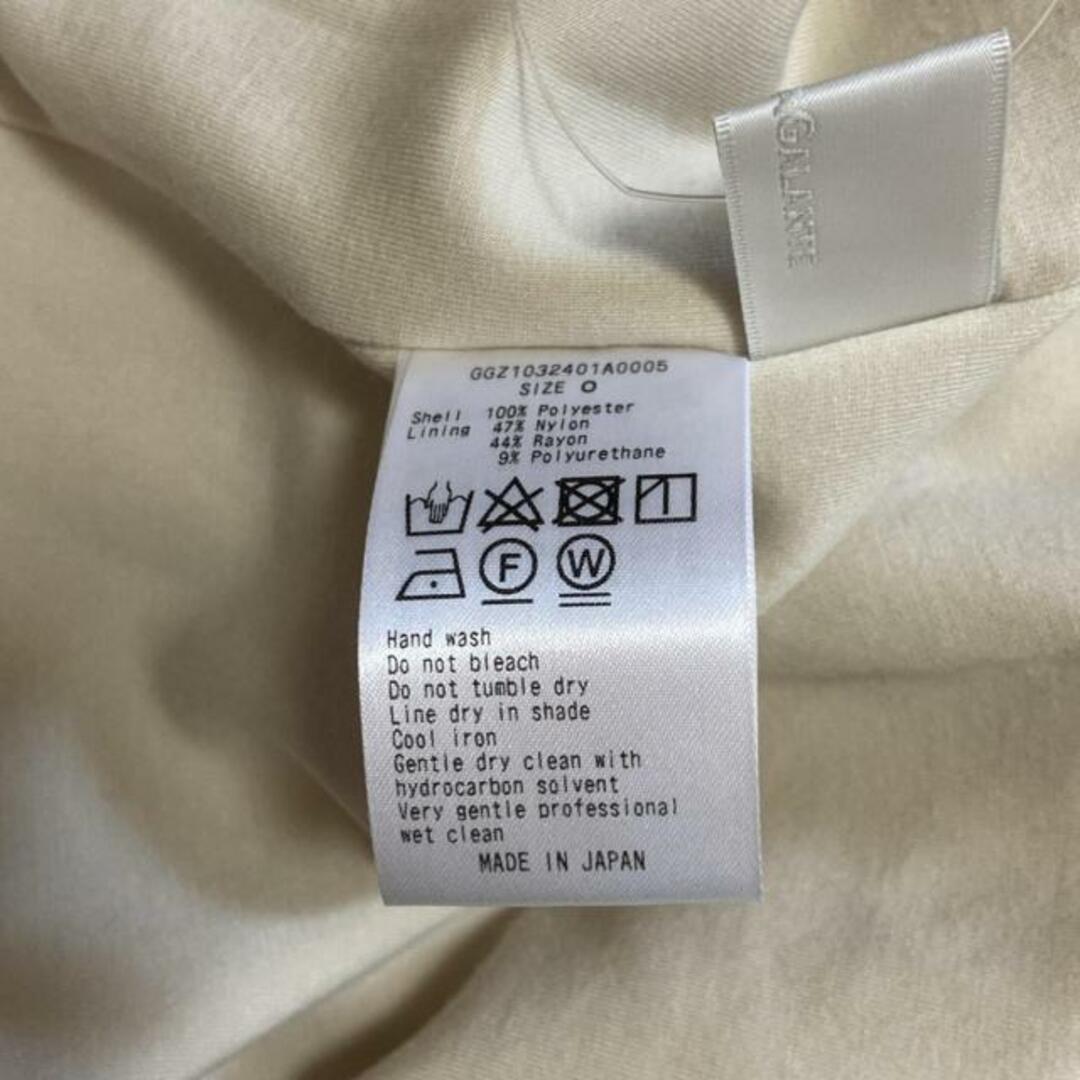 GGZ1032401A0005
SIZE O
Shell 100% Polyester
Lining 47% Nylon
44% Rayon
9% Polyurethane
F W
Hand wash
Do not bleach
Do not tumble dry
Line dry in shade
Cool iron
Gentle dry clean with
hydrocarbon solvent
Very gentle professional
wet clean
MADE IN JAPAN